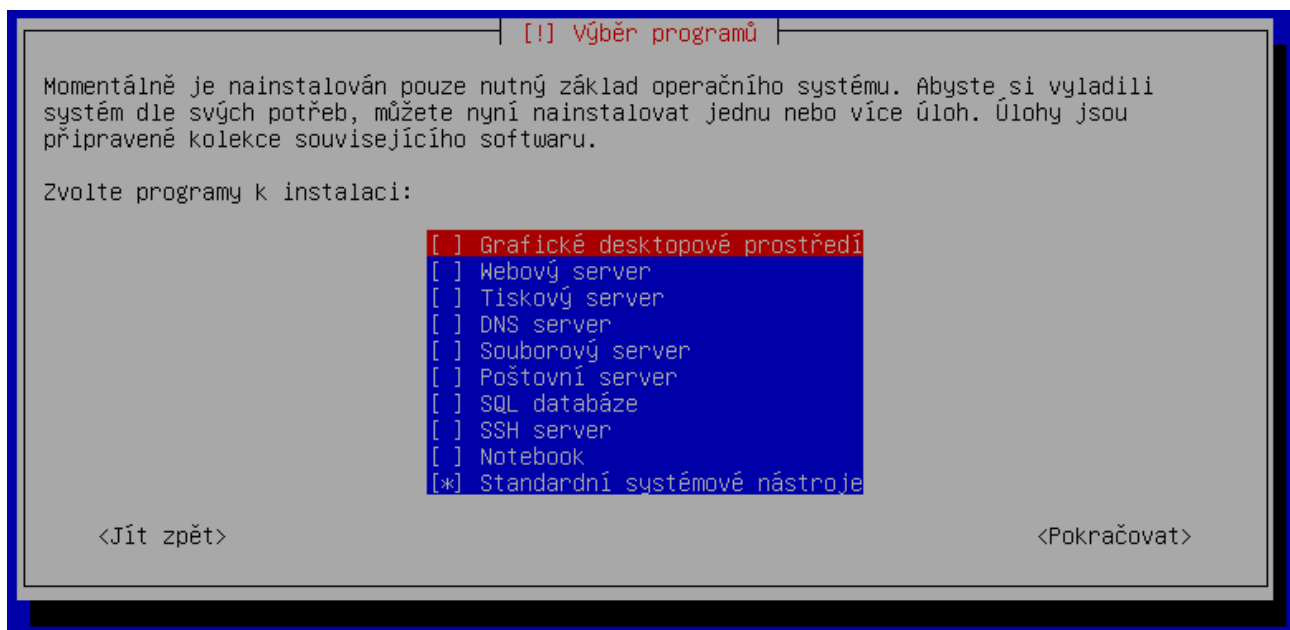 [!] Výběr programů
Momentálně je nainstalován pouze nutný základ operačního systému. Abyste si vyladili
systém dle svých potřeb, můžete nyní nainstalovat jednu nebo více úloh. Úlohy jsou
připravené kolekce souvisejícího softwaru.
Zvolte programy k instalaci:
[ ] Grafické desktopové prostředí
[ ] Webový server
[ ] Tiskový server
[ ] DNS server
[ ] Souborový server
[ ] Poštovní server
[ ] SQL databáze
[ ] SSH server
[ ] Notebook
[*] Standardní systémové nástroje
<Jít zpět> <Pokračovat>